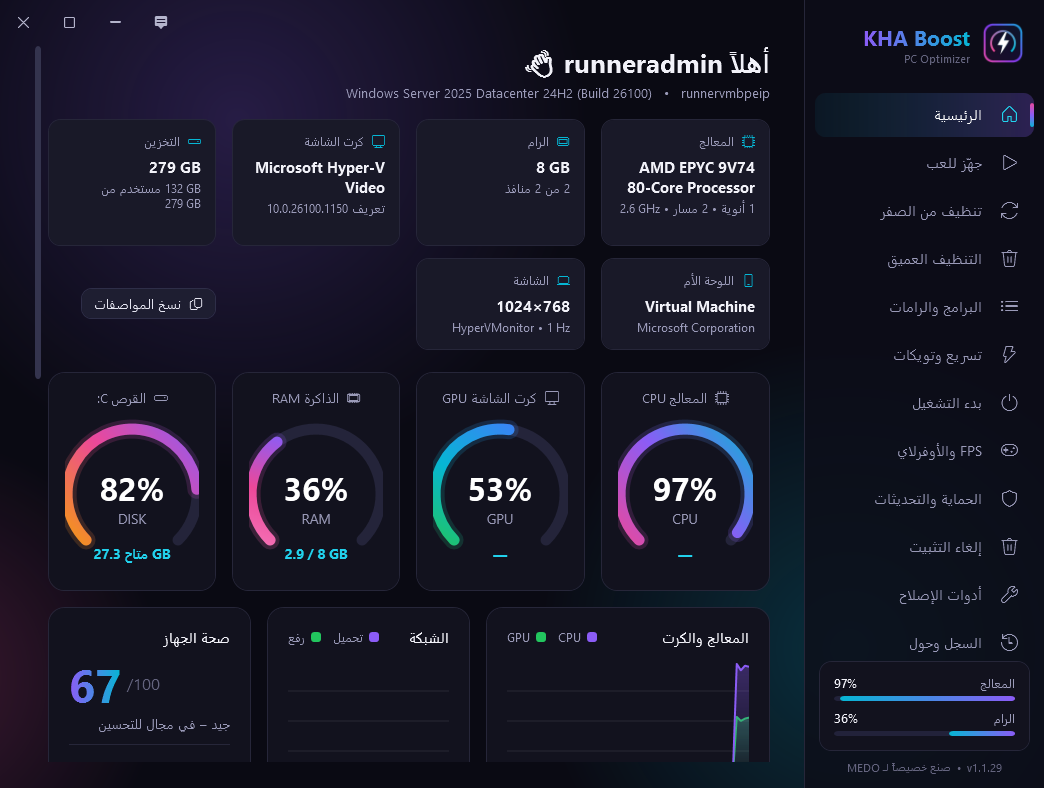 KHA Boost
PC Optimizer
الرئيسية
جهّز للعب
تنظيف من الصفر
التنظيف العميق
البرامج والرامات
تسريع وتويكات
بدء التشغيل
FPS والأوفرلاي
الحماية والتحديثات
إلغاء التثبيت
أدوات الإصلاح
السجل وحول
المعالج 97%
الرام 36%
v1.1.29 • صنع خصيصاً لـ MEDO
أهلاً runneradmin
runnervmbpeip • Windows Server 2025 Datacenter 24H2 (Build 26100)
المعالج
AMD EPYC 9V74
80-Core Processor
1 أنوية • 2 مسار • 2.6 GHz
الرام
8 GB
2 من 2 منافذ
كرت الشاشة
Microsoft Hyper-V
Video
تعريف 10.0.26100.1150
التخزين
279 GB
132 GB مستخدم من
279 GB
اللوحة الأم
Virtual Machine
Microsoft Corporation
الشاشة
1024×768
HyperVMonitor • 1 Hz
نسخ المواصفات
المعالج CPU
97%
CPU
—
كرت الشاشة GPU
53%
GPU
—
الذاكرة RAM
36%
RAM
2.9 / 8 GB
القرص C:
82%
DISK
27.3 متاح GB
المعالج والكرت
CPU
GPU
الشبكة
تحميل
رفع
صحة الجهاز
67 /100
جيد – في مجال للتحسين